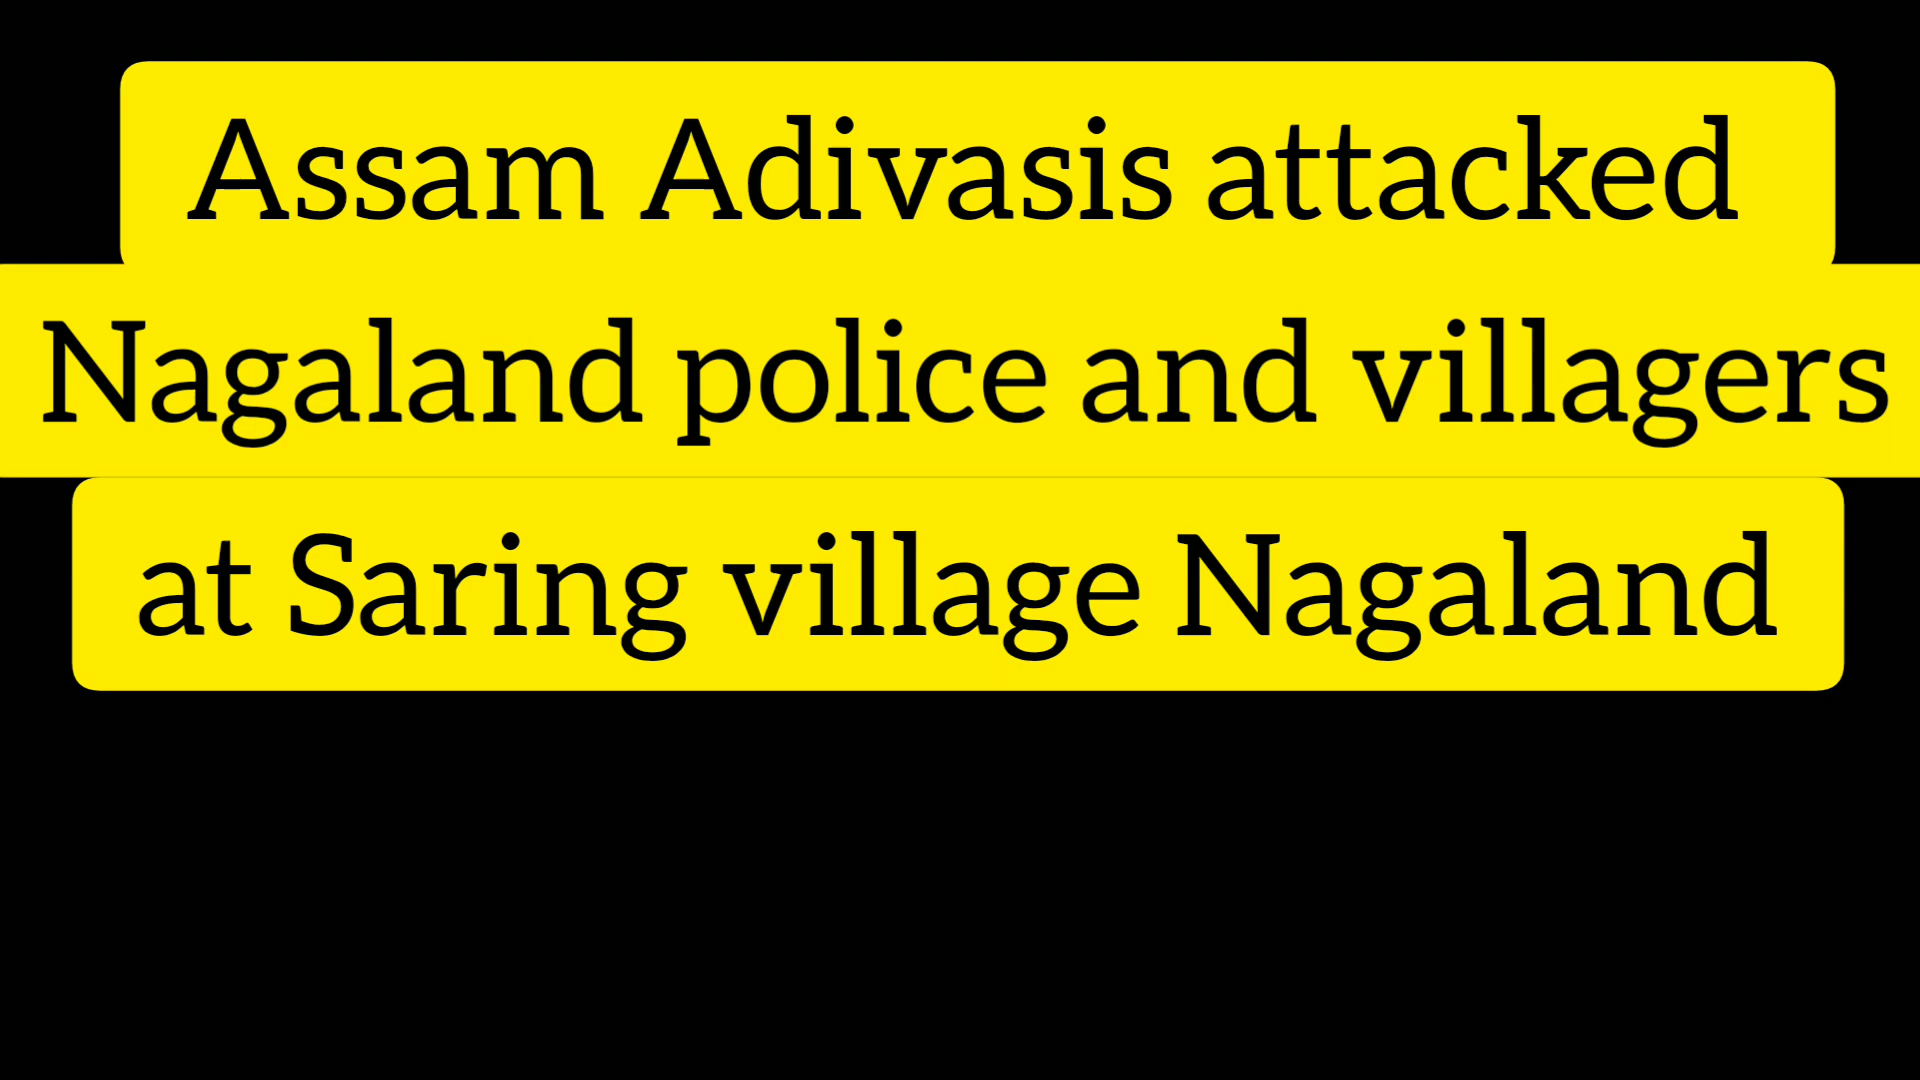 Assam Adivasis attacked
Nagaland police and villagers
at Saring village Nagaland